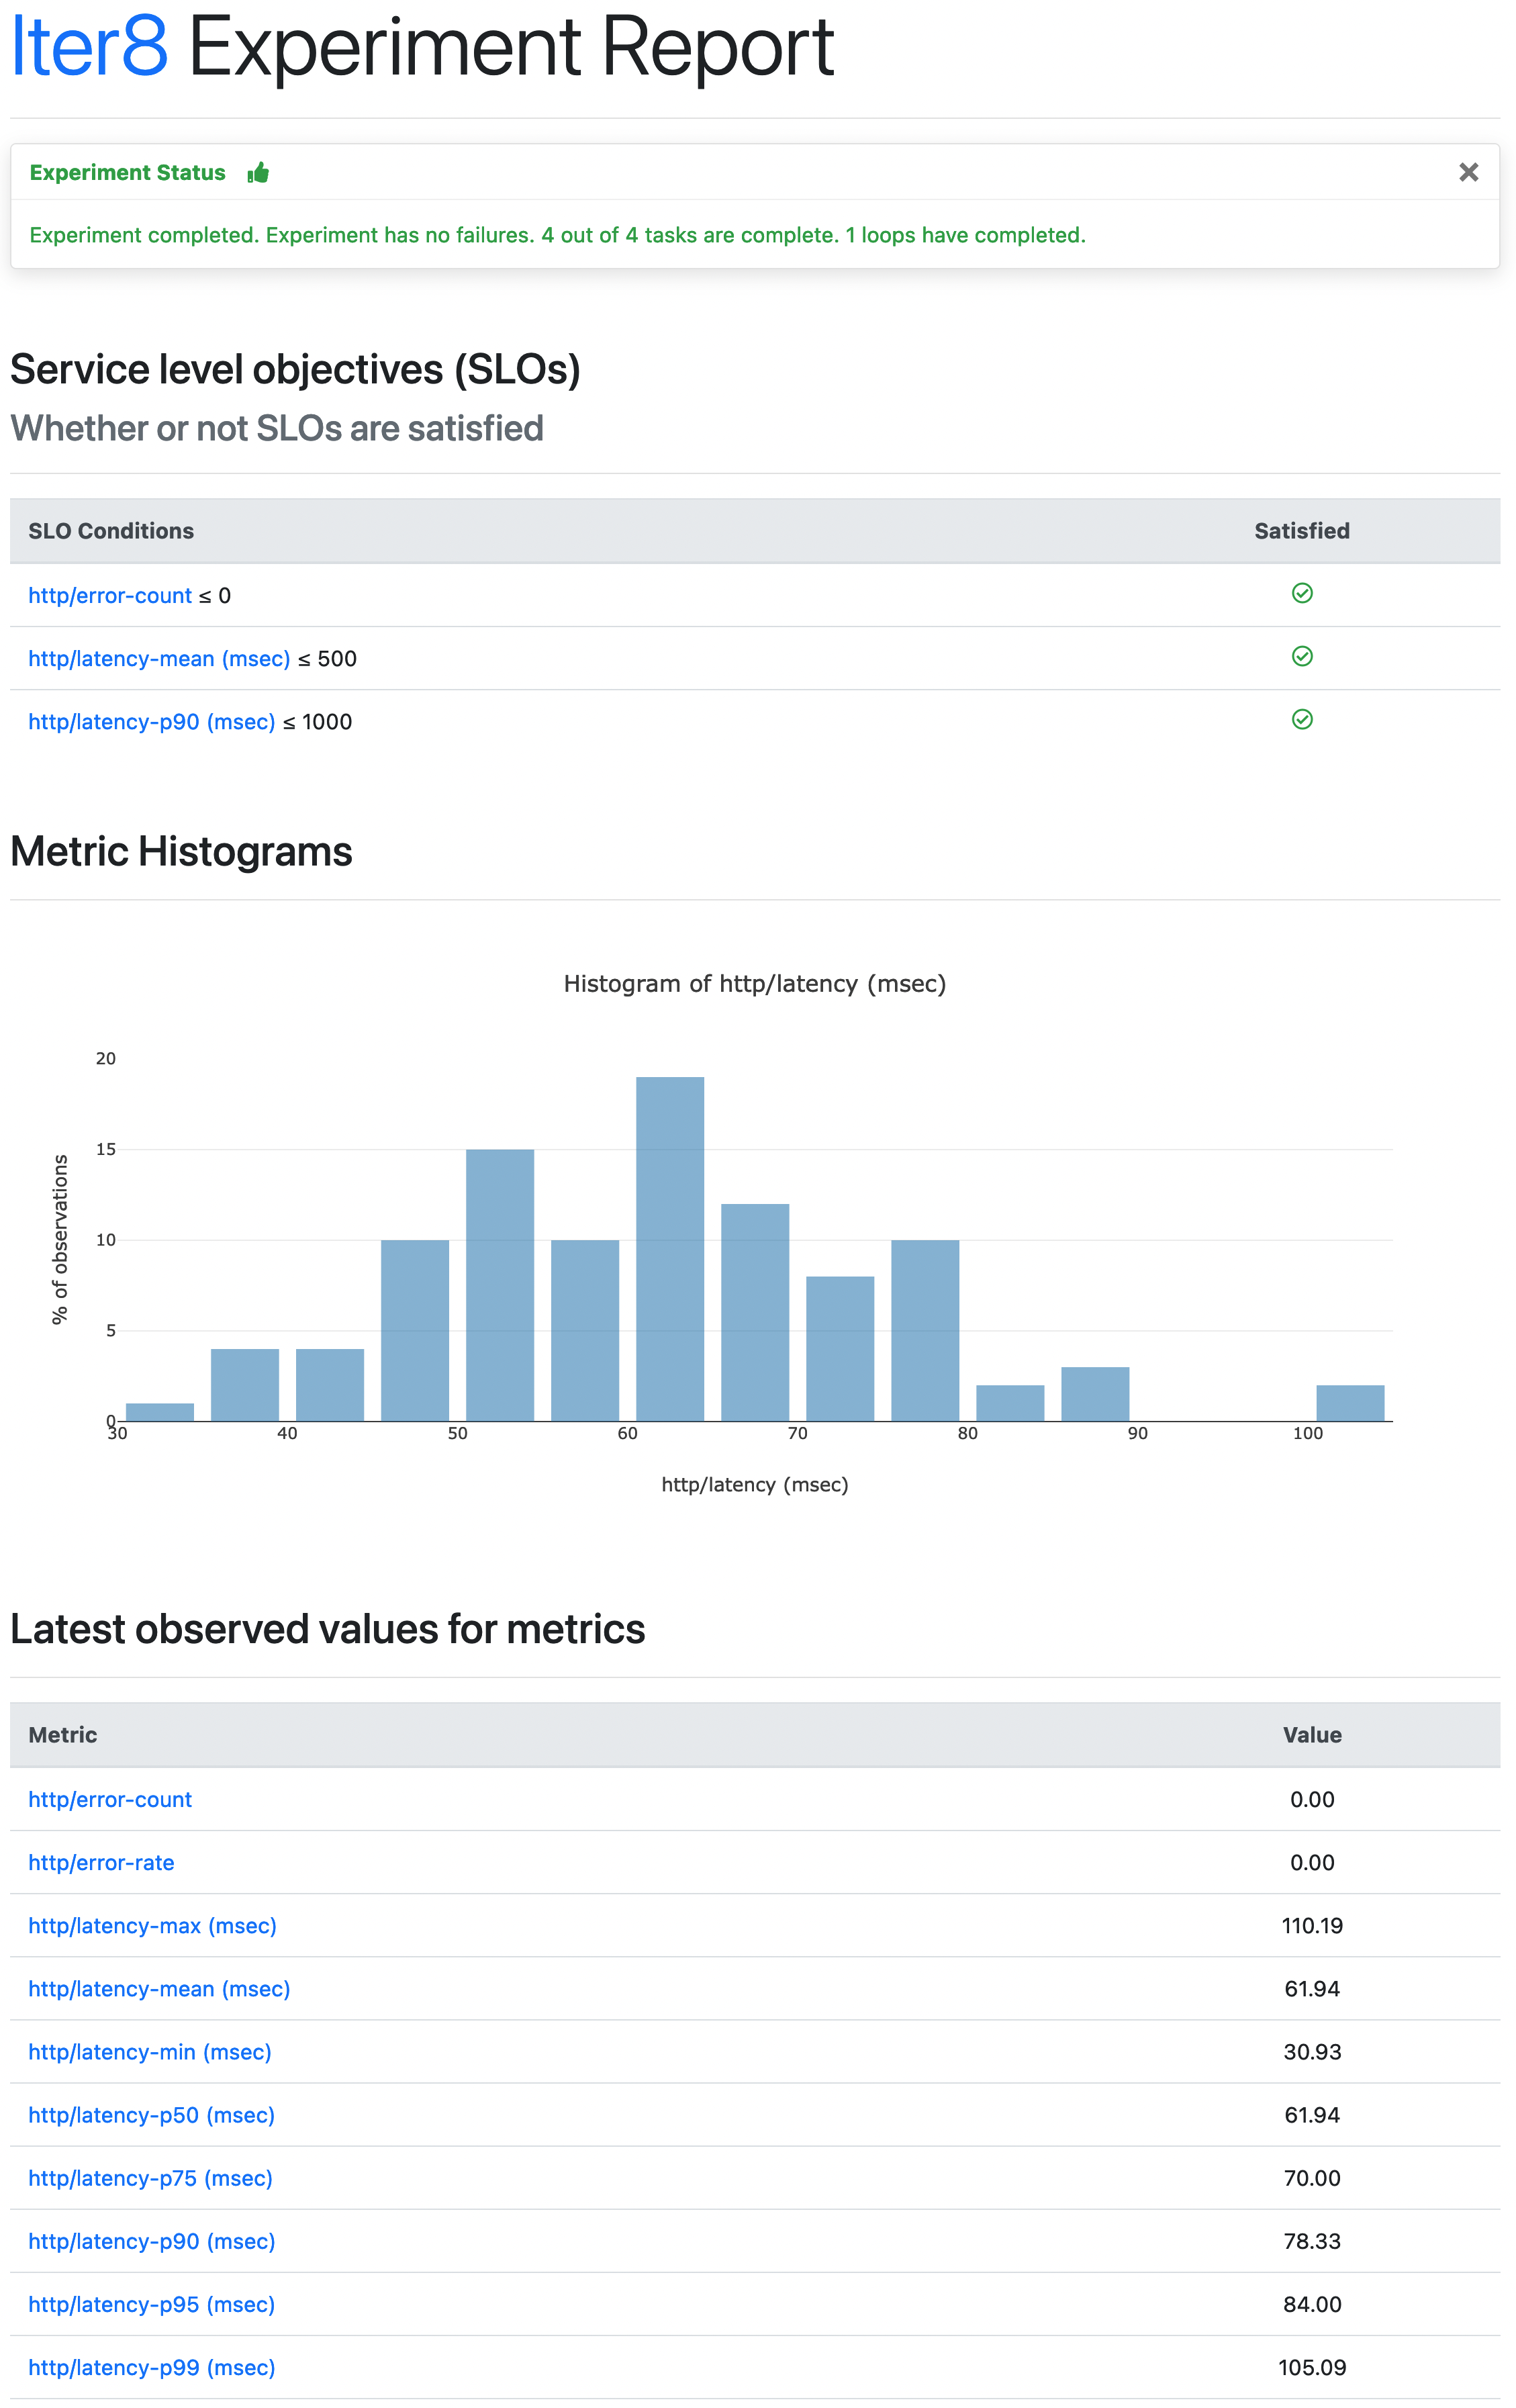 Iter8 Experiment Report
Experiment Status
Experiment completed. Experiment has no failures. 4 out of 4 tasks are complete. 1 loops have completed.
Service level objectives (SLOs)
Whether or not SLOs are satisfied
SLO Conditions Satisfied
http/error-count ≤ 0
http/latency-mean (msec) ≤ 500
http/latency-p90 (msec) ≤ 1000
Metric Histograms
Histogram of http/latency (msec)
20
15
10
5
0
% of observations
30 40 50 60 70 80 90 100
http/latency (msec)
Latest observed values for metrics
Metric Value
http/error-count 0.00
http/error-rate 0.00
http/latency-max (msec) 110.19
http/latency-mean (msec) 61.94
http/latency-min (msec) 30.93
http/latency-p50 (msec) 61.94
http/latency-p75 (msec) 70.00
http/latency-p90 (msec) 78.33
http/latency-p95 (msec) 84.00
http/latency-p99 (msec) 105.09